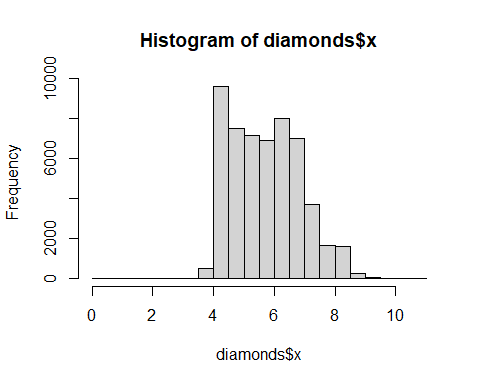 Histogram of diamonds$x
Frequency
10000
6000
2000
0
0 2 4 6 8 10
diamonds$x